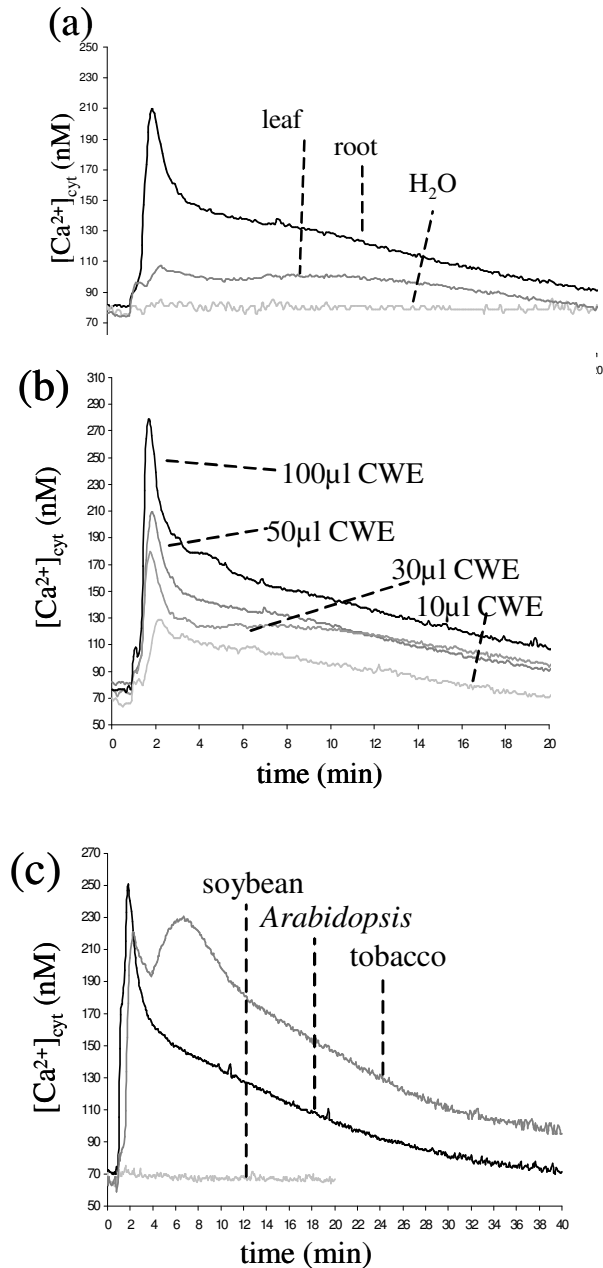 (a)
[Ca²⁺]cyt (nM)
250
230
210
190
170
150
130
110
90
70
leaf
root
H₂O
20
(b)
[Ca²⁺]cyt (nM)
310
290
270
250
230
210
190
170
150
130
110
90
70
50
100µl CWE
50µl CWE
30µl CWE
10µl CWE
0 2 4 6 8 10 12 14 16 18 20
time (min)
(c)
[Ca²⁺]cyt (nM)
270
250
230
210
190
170
150
130
110
90
70
50
soybean
Arabidopsis
tobacco
0 2 4 6 8 10 12 14 16 18 20 22 24 26 28 30 32 34 36 38 40
time (min)